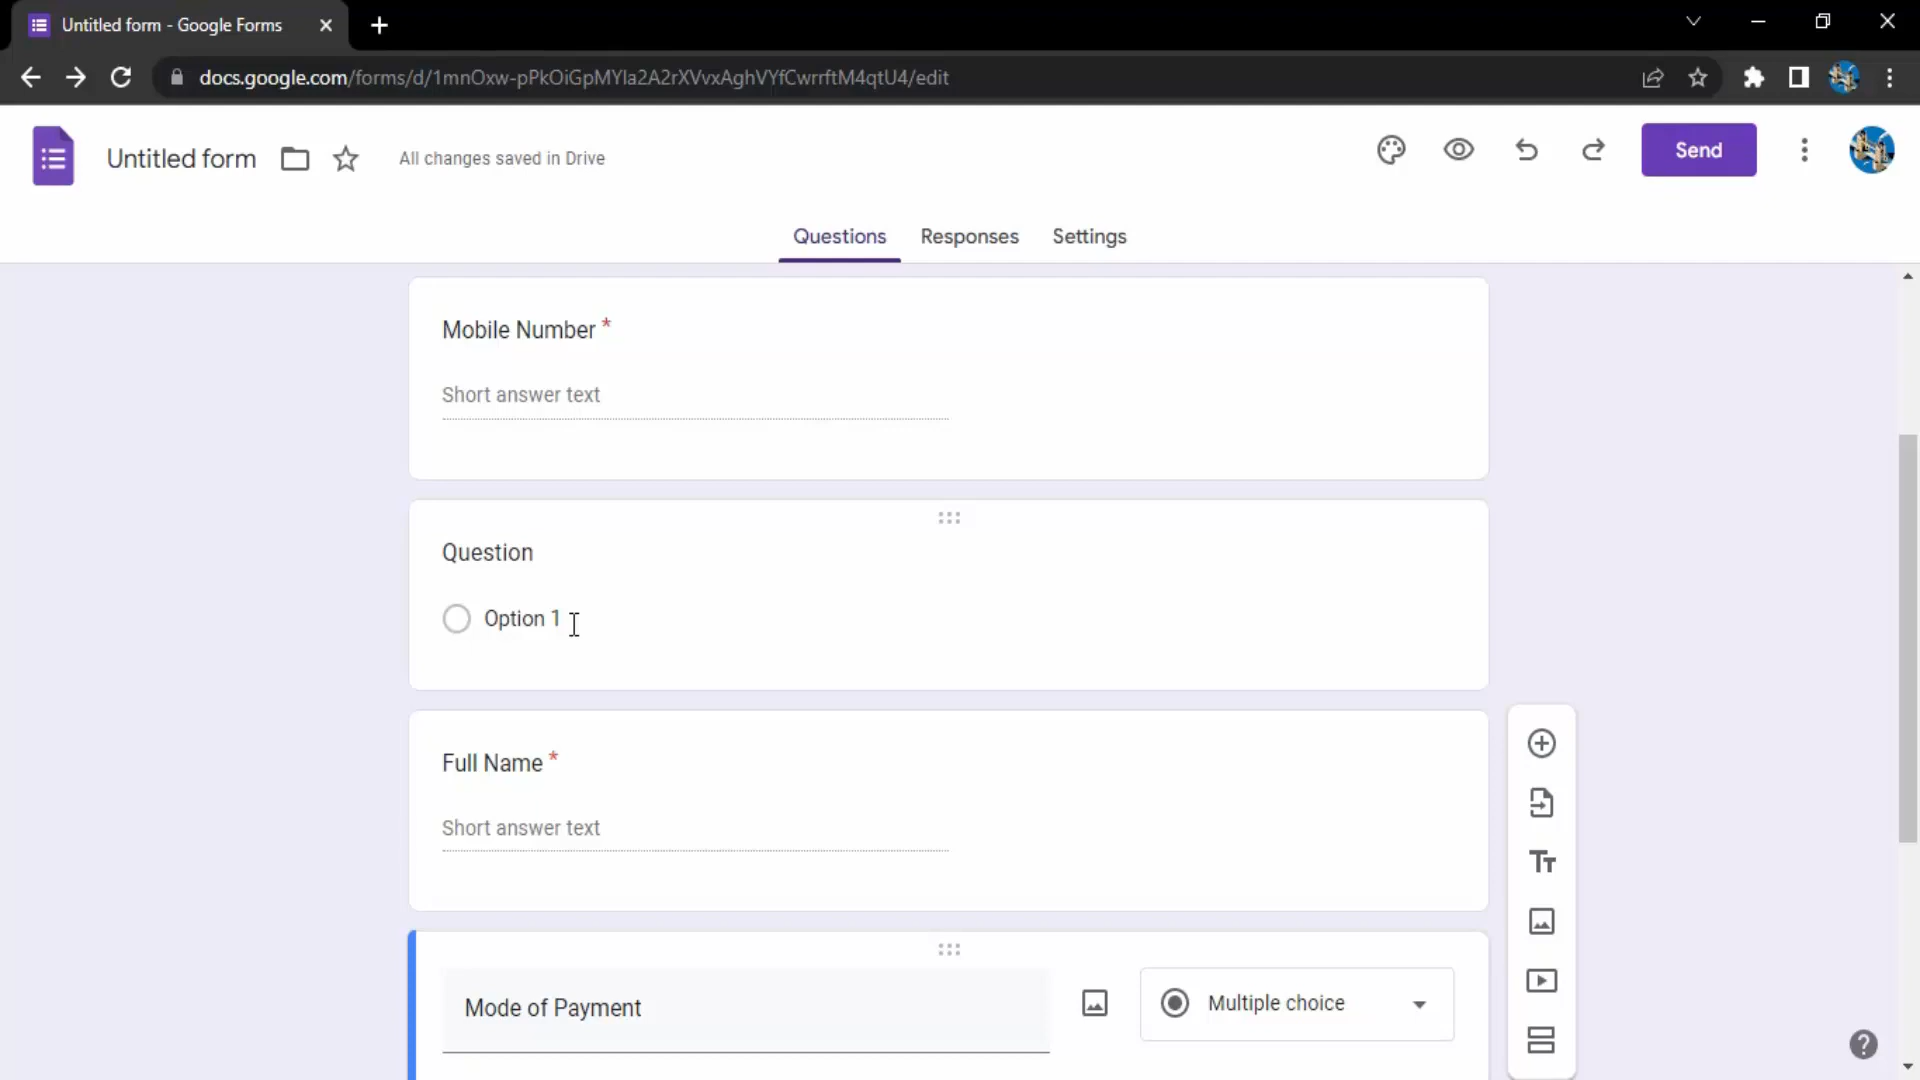 Untitled form - Google Forms
docs.google.com/forms/d/1mnOxw-pPkOiGpMYla2A2rXVvxAghVYfCwrrftM4qtU4/edit
Untitled form
All changes saved in Drive
Send
Questions
Responses
Settings
Mobile Number *
Short answer text
Question
Option 1
Full Name *
Short answer text
Mode of Payment
Multiple choice